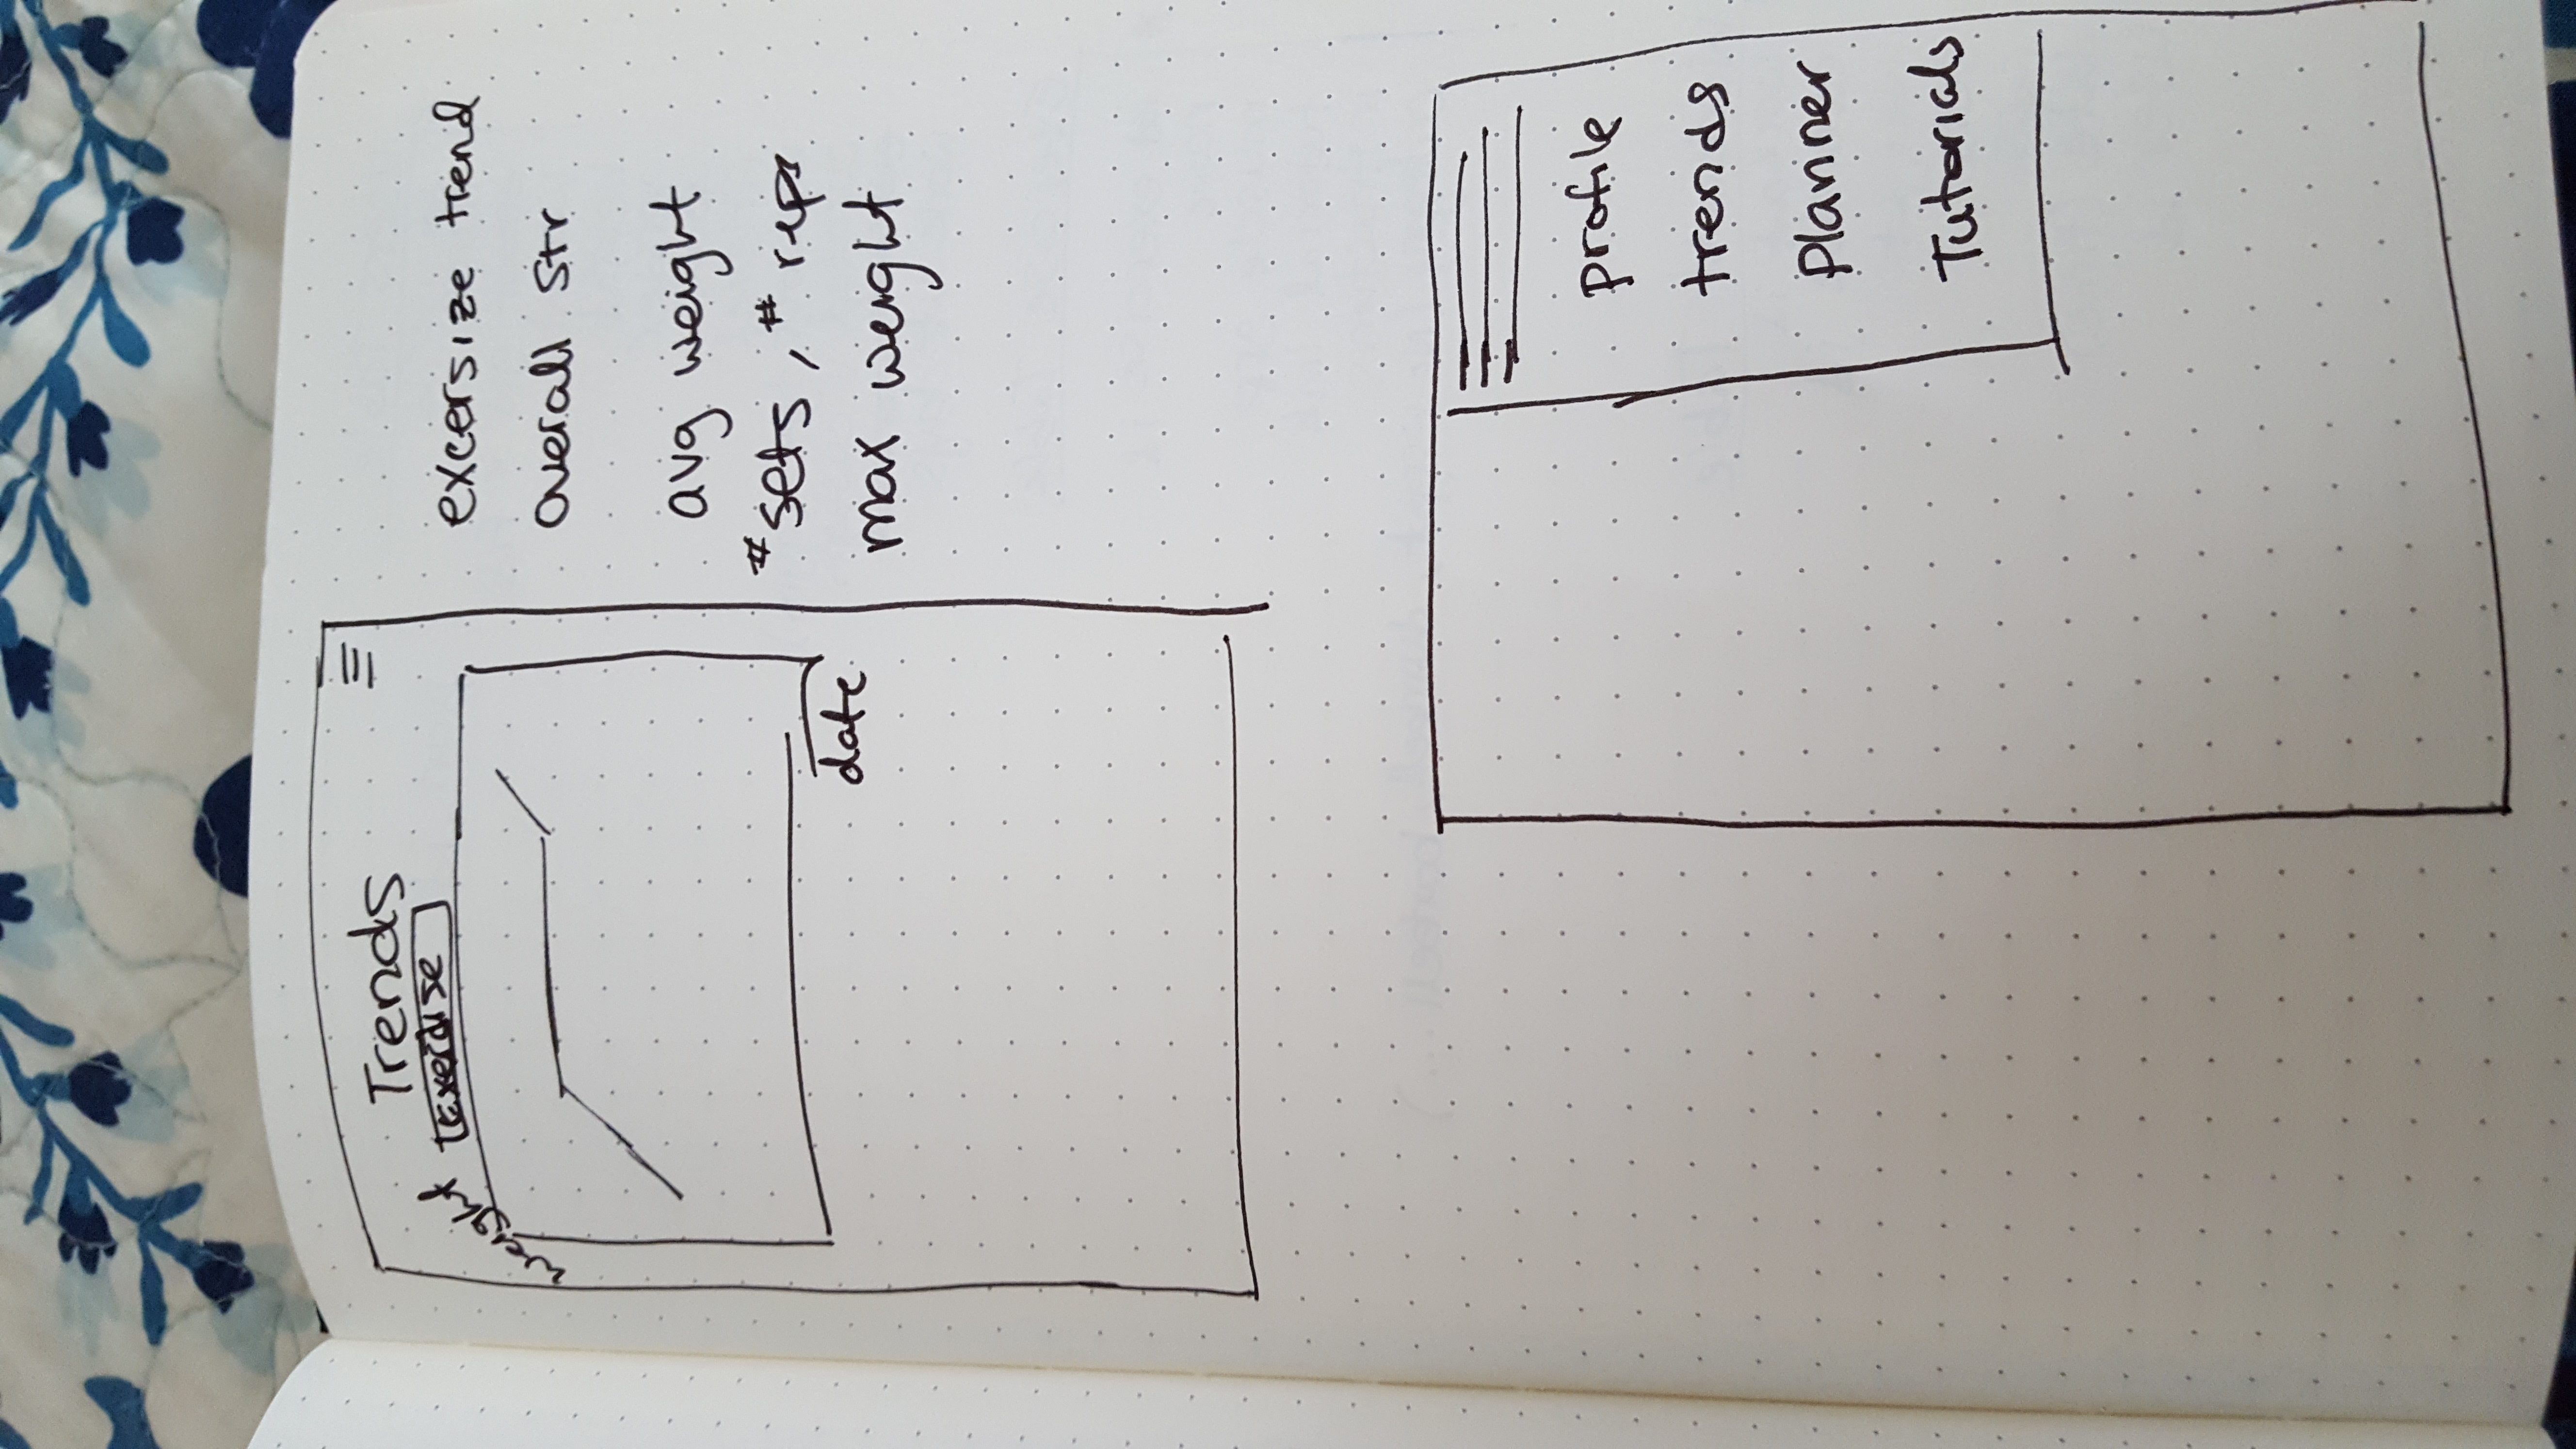 Trends
Exercise
weight
date
excersize trend
overall str
avg weight
# sets, # reps
max weight
profile
trends
Planner
Tutorials